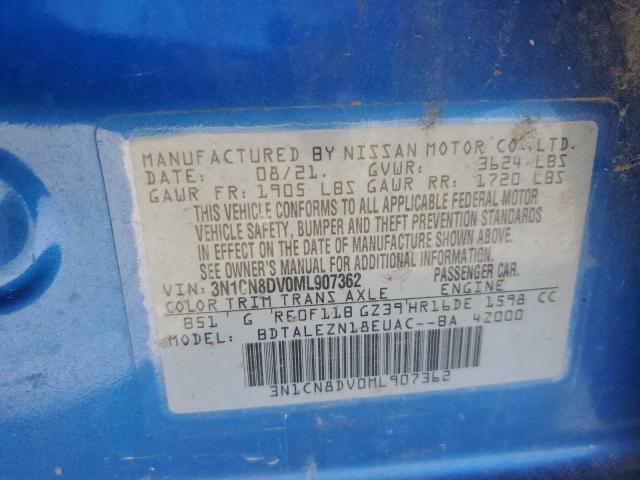 MANUFACTURED BY NISSAN MOTOR CO.,LTD.
DATE: 08/21. GVWR: 3624 LBS
GAWR FR: 1905 LBS GAWR RR: 1720 LBS
THIS VEHICLE CONFORMS TO ALL APPLICABLE FEDERAL MOTOR
VEHICLE SAFETY, BUMPER AND THEFT PREVENTION STANDARDS
IN EFFECT ON THE DATE OF MANUFACTURE SHOWN ABOVE.
SEE OWNER'S MANUAL FOR ADDITIONAL INFORMATION.
VIN: 3N1CN8DV0ML907362 PASSENGER CAR.
COLOR TRIM TRANS AXLE ENGINE
B51 G RE0F11B GZ39 HR16DE 1598 CC
MODEL: BDTALEZN18EUAC--BA 4Z000
3N1CN8DV0ML907362